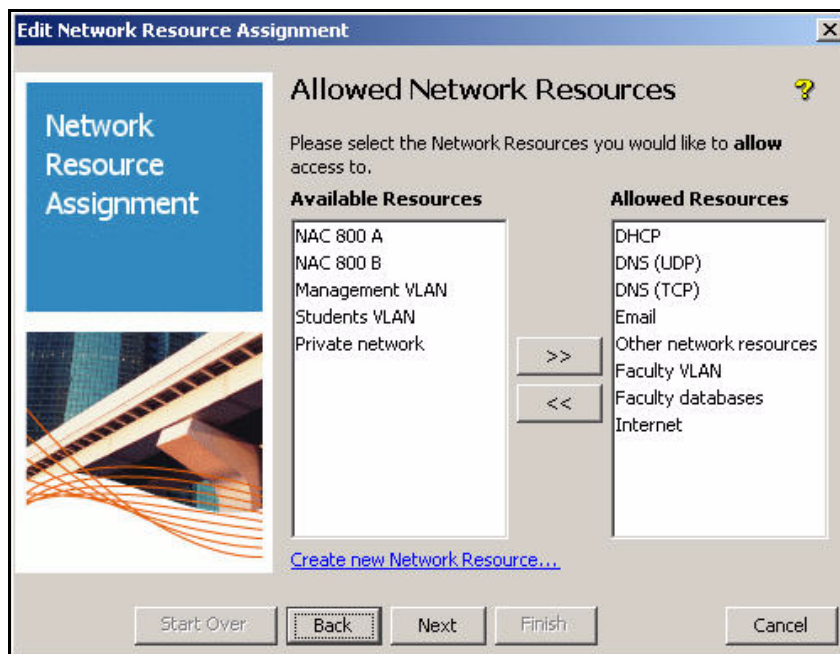 Edit Network Resource Assignment
Network
Resource
Assignment
Allowed Network Resources
Please select the Network Resources you would like to allow
access to.
Available Resources
NAC 800 A
NAC 800 B
Management VLAN
Students VLAN
Private network
>>
<<
Allowed Resources
DHCP
DNS (UDP)
DNS (TCP)
Email
Other network resources
Faculty VLAN
Faculty databases
Internet
Create new Network Resource...
Start Over
Back
Next
Finish
Cancel